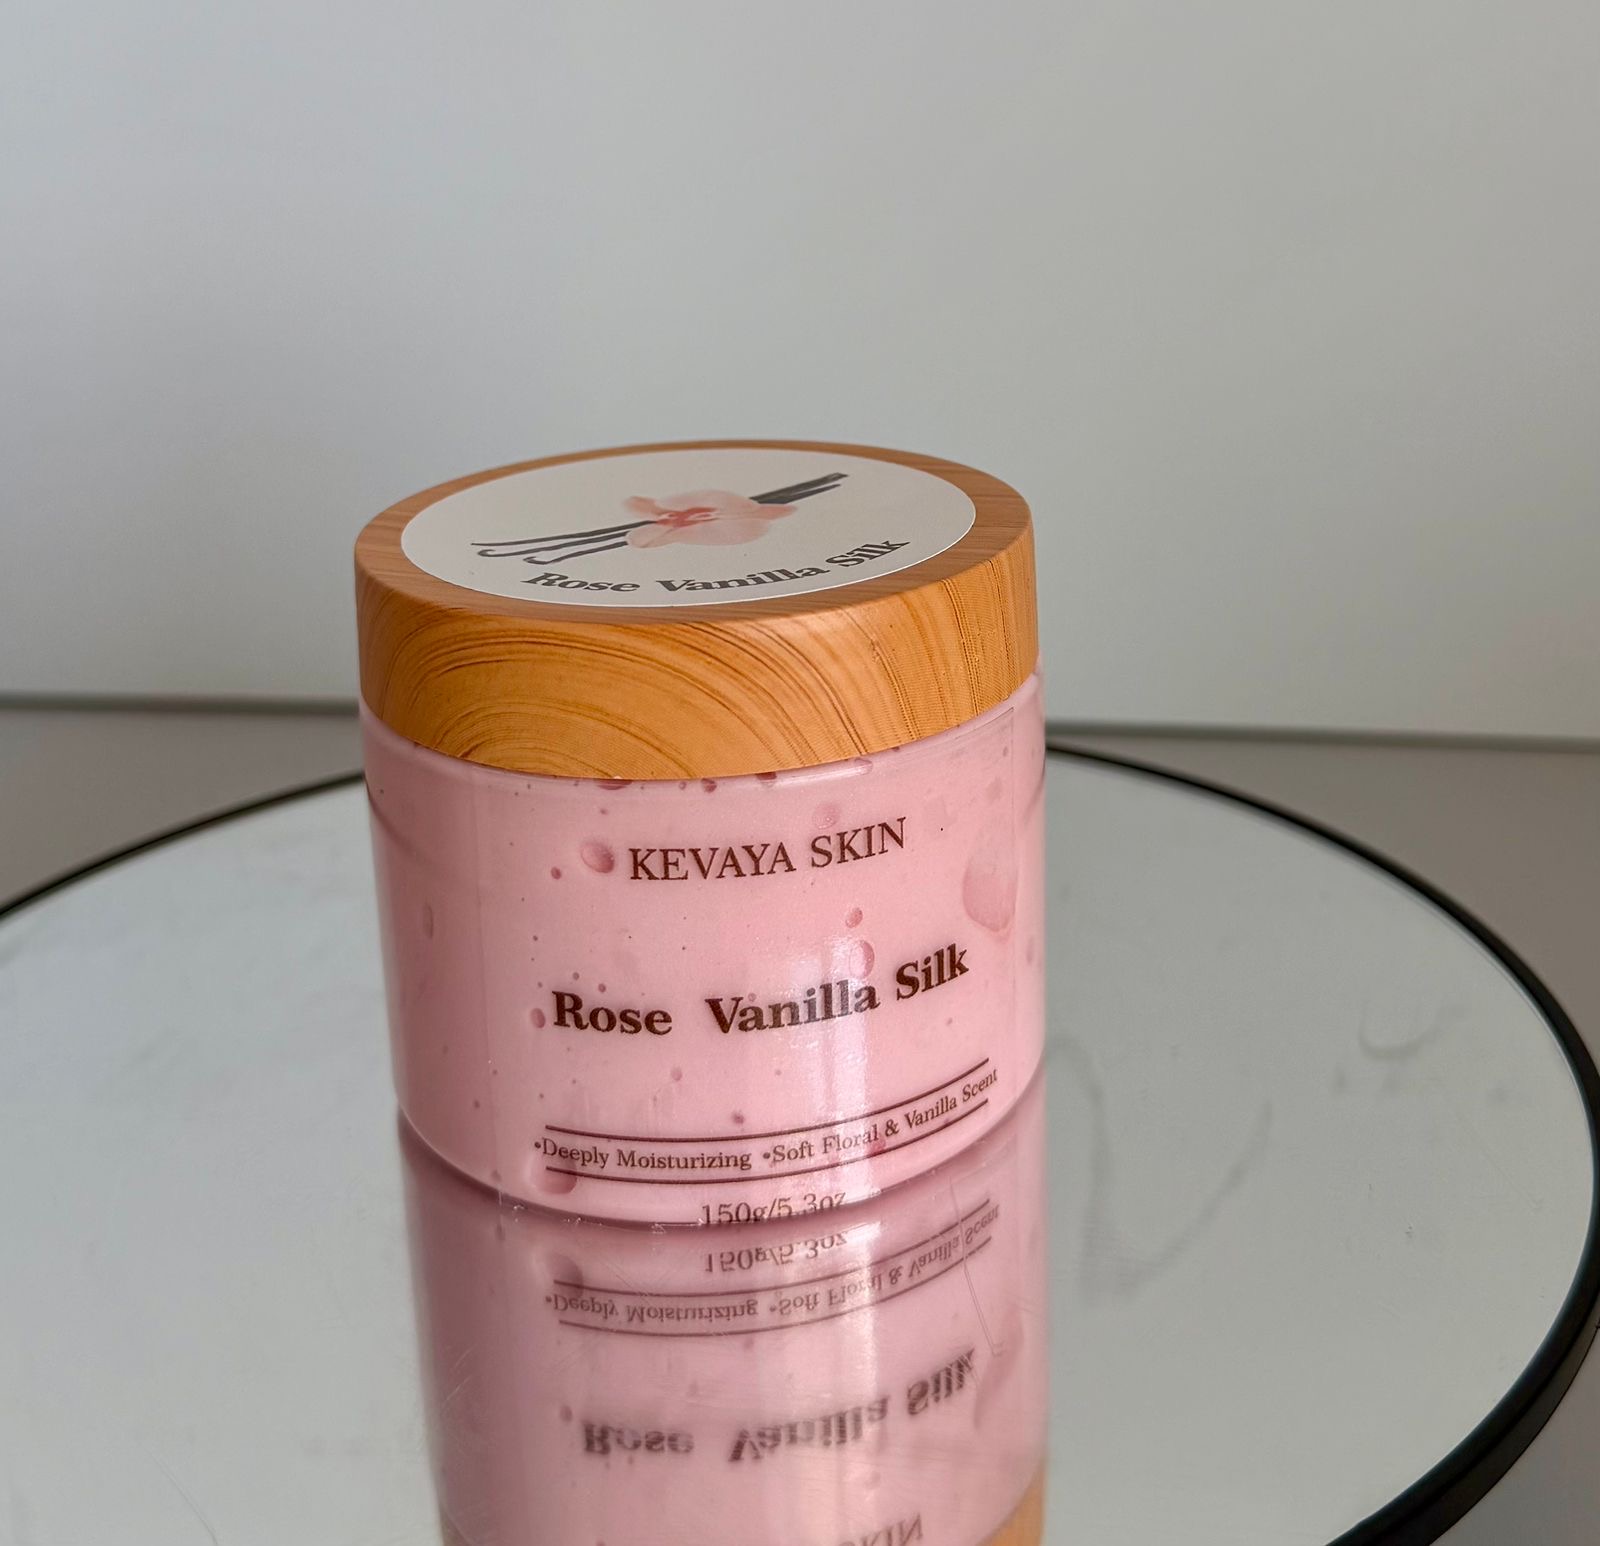 Rose Vanilla Silk
KEVAYA SKIN
Rose Vanilla Silk
•Deeply Moisturizing •Soft Floral & Vanilla Scent
150g/5.3oz